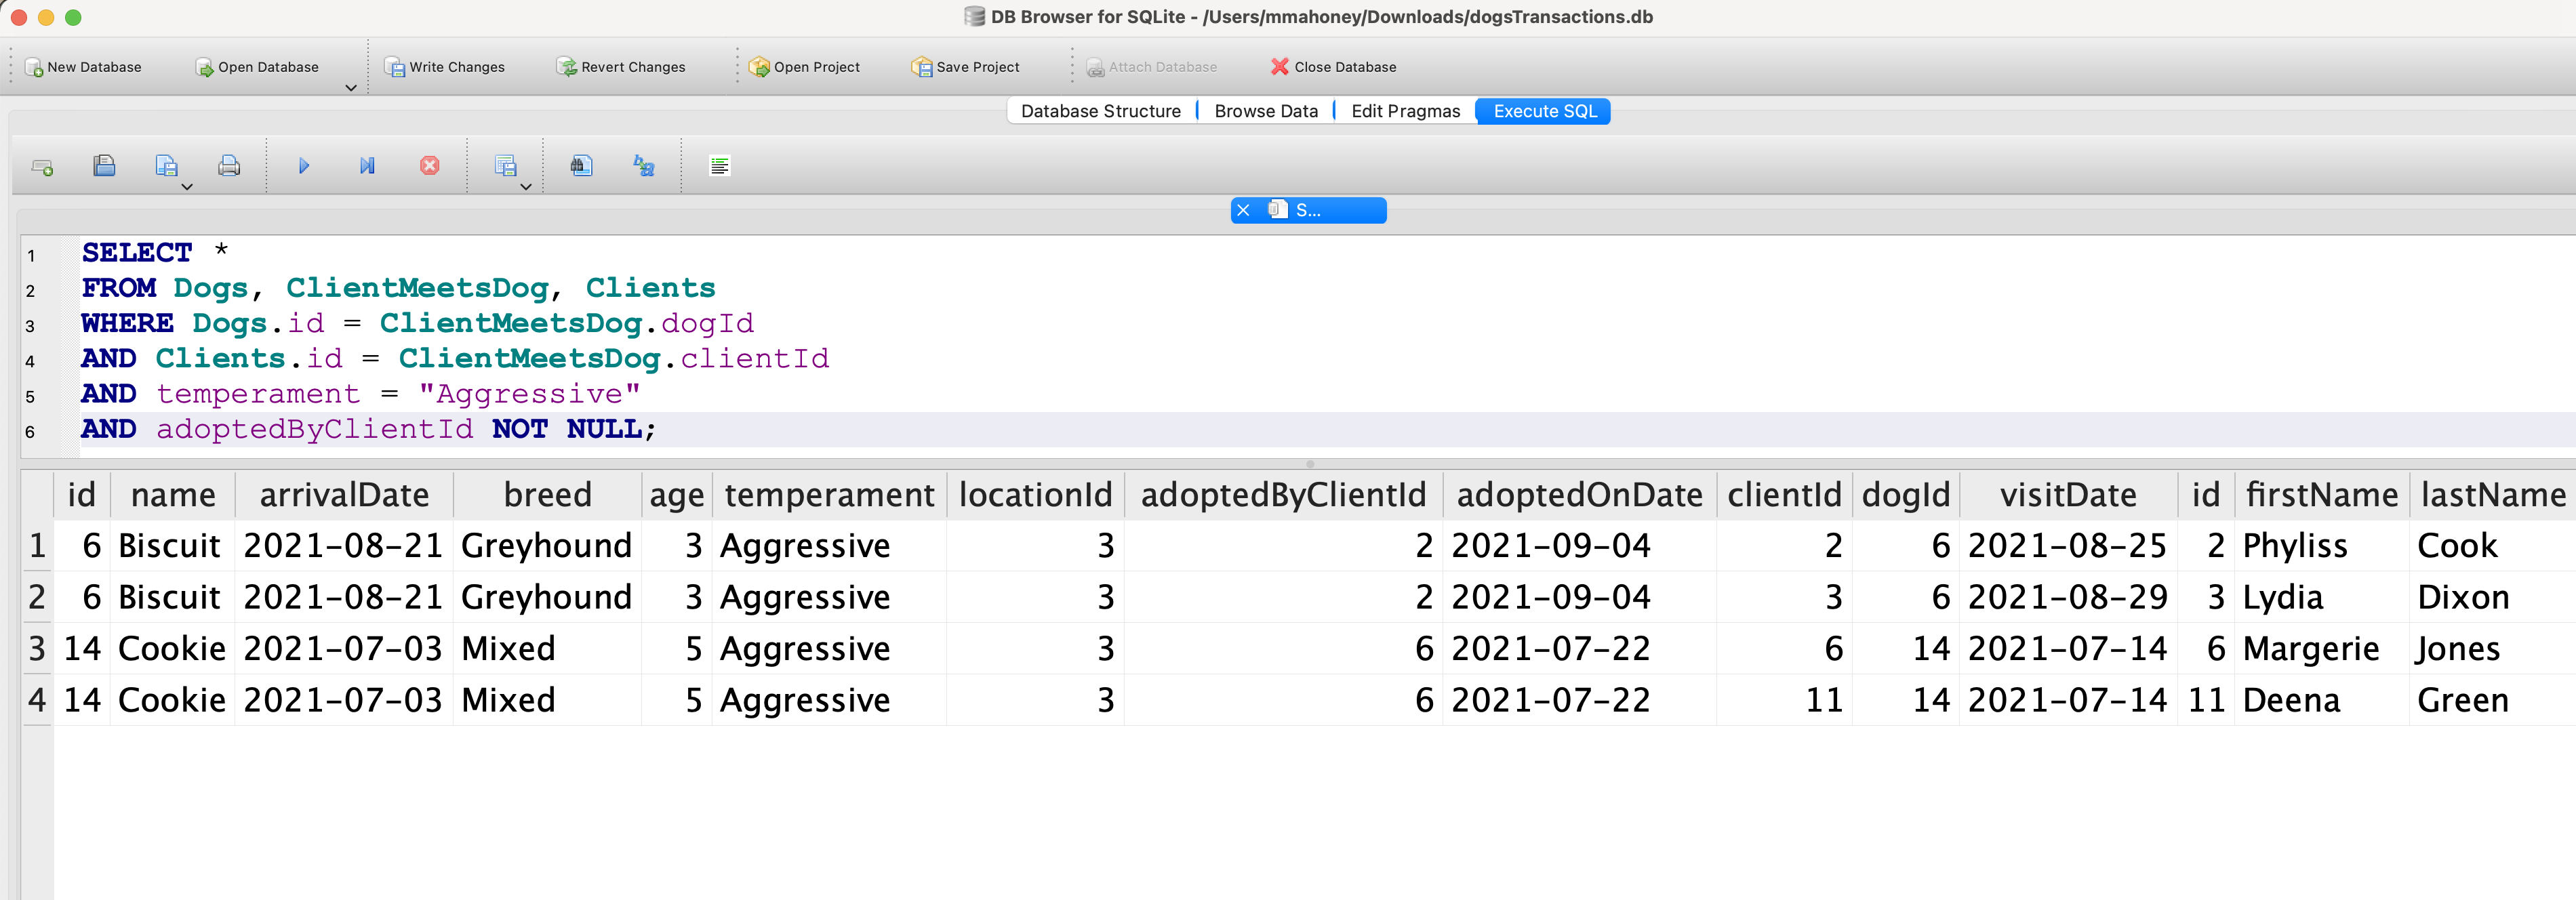 DB Browser for SQLite - /Users/mmahoney/Downloads/dogsTransactions.db
New Database Open Database Write Changes Revert Changes Open Project Save Project Attach Database Close Database
Database Structure Browse Data Edit Pragmas Execute SQL
S...
1 SELECT *
2 FROM Dogs, ClientMeetsDog, Clients
3 WHERE Dogs.id = ClientMeetsDog.dogId
4 AND Clients.id = ClientMeetsDog.clientId
5 AND temperament = "Aggressive"
6 AND adoptedByClientId NOT NULL;
id name arrivalDate breed age temperament locationId adoptedByClientId adoptedOnDate clientId dogId visitDate id firstName lastName
1 6 Biscuit 2021-08-21 Greyhound 3 Aggressive 3 2 2021-09-04 2 6 2021-08-25 2 Phyliss Cook
2 6 Biscuit 2021-08-21 Greyhound 3 Aggressive 3 2 2021-09-04 3 6 2021-08-29 3 Lydia Dixon
3 14 Cookie 2021-07-03 Mixed 5 Aggressive 3 6 2021-07-22 6 14 2021-07-14 6 Margerie Jones
4 14 Cookie 2021-07-03 Mixed 5 Aggressive 3 6 2021-07-22 11 14 2021-07-14 11 Deena Green